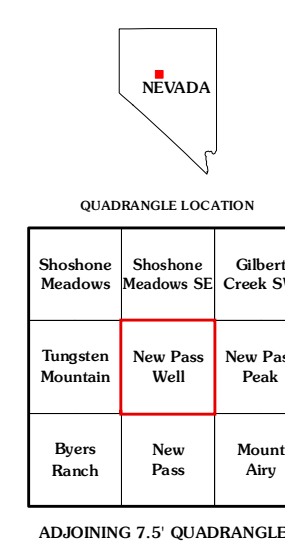 NEVADA
QUADRANGLE LOCATION
Shoshone Meadows
Shoshone Meadows SE
Gilbert Creek
Tungsten Mountain
New Pass Well
New Peak
Byers Ranch
New Pass
Mount Airy
ADJOINING 7.5' QUADRANGLE